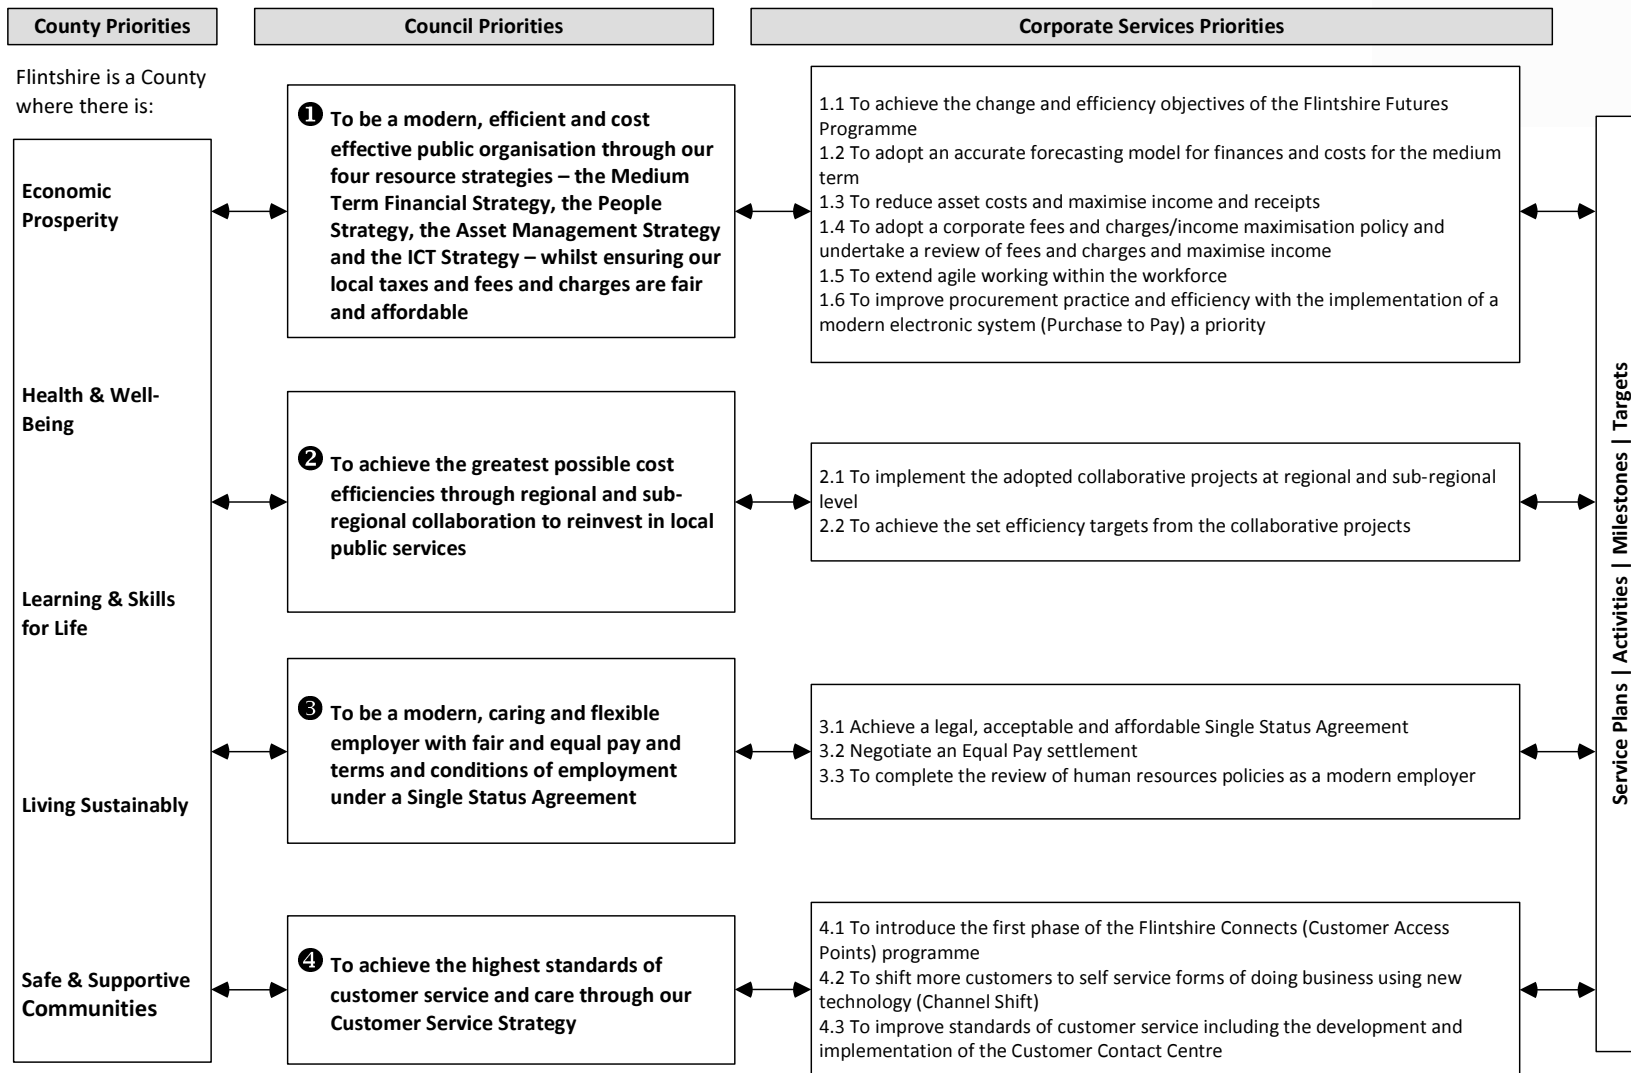 County Priorities
Council Priorities
Corporate Services Priorities
Flintshire is a County
where there is:
Economic
Prosperity
Health & Well-
Being
Learning & Skills
for Life
Living Sustainably
Safe & Supportive
Communities
❶ To be a modern, efficient and cost
effective public organisation through our
four resource strategies – the Medium
Term Financial Strategy, the People
Strategy, the Asset Management Strategy
and the ICT Strategy – whilst ensuring our
local taxes and fees and charges are fair
and affordable
❷ To achieve the greatest possible cost
efficiencies through regional and sub-
regional collaboration to reinvest in local
public services
❸ To be a modern, caring and flexible
employer with fair and equal pay and
terms and conditions of employment
under a Single Status Agreement
❹ To achieve the highest standards of
customer service and care through our
Customer Service Strategy
1.1 To achieve the change and efficiency objectives of the Flintshire Futures
Programme
1.2 To adopt an accurate forecasting model for finances and costs for the medium
term
1.3 To reduce asset costs and maximise income and receipts
1.4 To adopt a corporate fees and charges/income maximisation policy and
undertake a review of fees and charges and maximise income
1.5 To extend agile working within the workforce
1.6 To improve procurement practice and efficiency with the implementation of a
modern electronic system (Purchase to Pay) a priority
2.1 To implement the adopted collaborative projects at regional and sub-regional
level
2.2 To achieve the set efficiency targets from the collaborative projects
3.1 Achieve a legal, acceptable and affordable Single Status Agreement
3.2 Negotiate an Equal Pay settlement
3.3 To complete the review of human resources policies as a modern employer
4.1 To introduce the first phase of the Flintshire Connects (Customer Access
Points) programme
4.2 To shift more customers to self service forms of doing business using new
technology (Channel Shift)
4.3 To improve standards of customer service including the development and
implementation of the Customer Contact Centre
Service Plans | Activities | Milestones | Targets